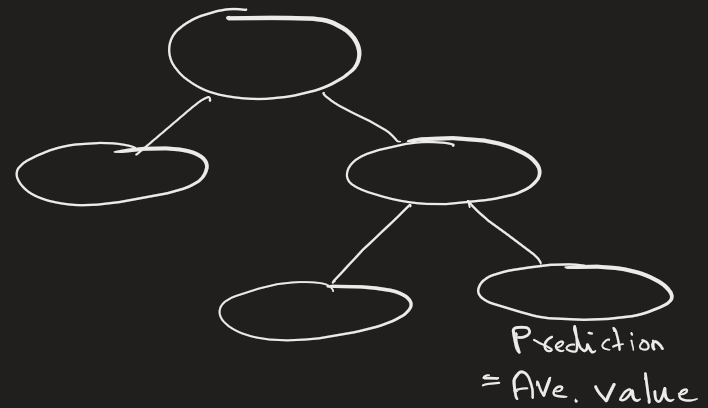 Prediction
= Ave. value